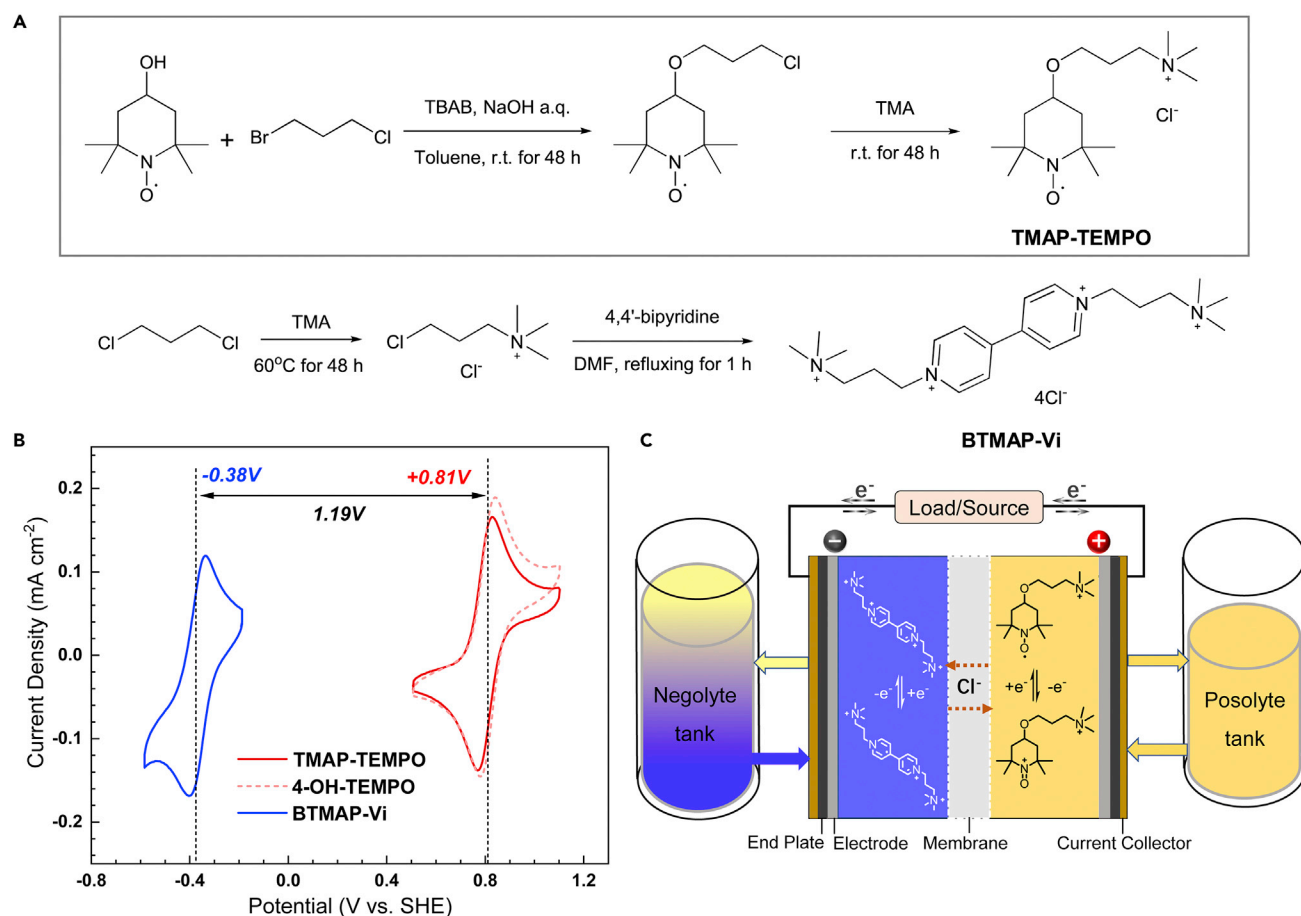 A
OH
Br
Cl
+
N
O·
TBAB, NaOH a.q.
Toluene, r.t. for 48 h
O
Cl
N
O·
TMA
r.t. for 48 h
O
N
+
Cl-
N
O·
TMAP-TEMPO
Cl
Cl
TMA
60°C for 48 h
Cl
N
+
Cl-
4,4'-bipyridine
DMF, refluxing for 1 h
N
+
N
+
N
+
N
+
4Cl-
BTMAP-Vi
B
-0.38V
+0.81V
1.19V
0.2
0.1
0.0
-0.1
-0.2
Current Density (mA cm-2)
TMAP-TEMPO
4-OH-TEMPO
BTMAP-Vi
-0.8
-0.4
0.0
0.4
0.8
1.2
Potential (V vs. SHE)
C
e-
Load/Source
e-
−
+
Negolyte
tank
-e-
+e-
Cl-
+e-
-e-
Posolyte
tank
End Plate
Electrode
Membrane
Current Collector